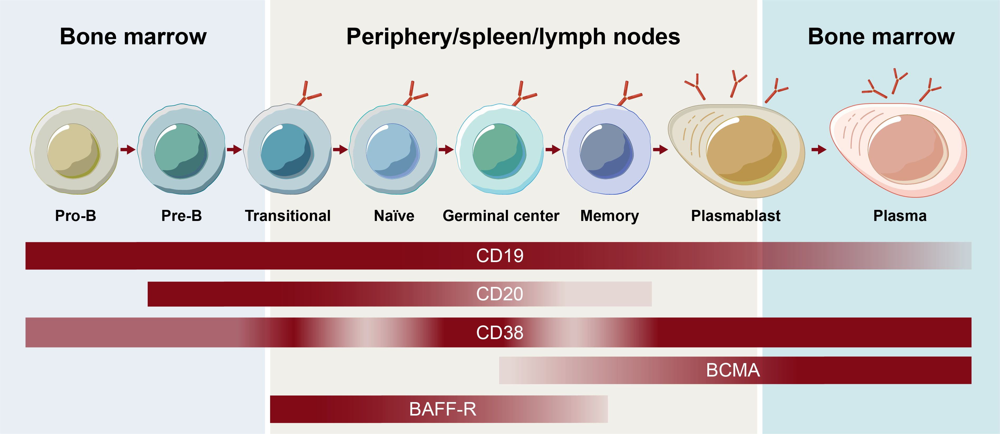 Bone marrow
Periphery/spleen/lymph nodes
Bone marrow
Pro-B
Pre-B
Transitional
Naïve
Germinal center
Memory
Plasmablast
Plasma
CD19
CD20
CD38
BCMA
BAFF-R